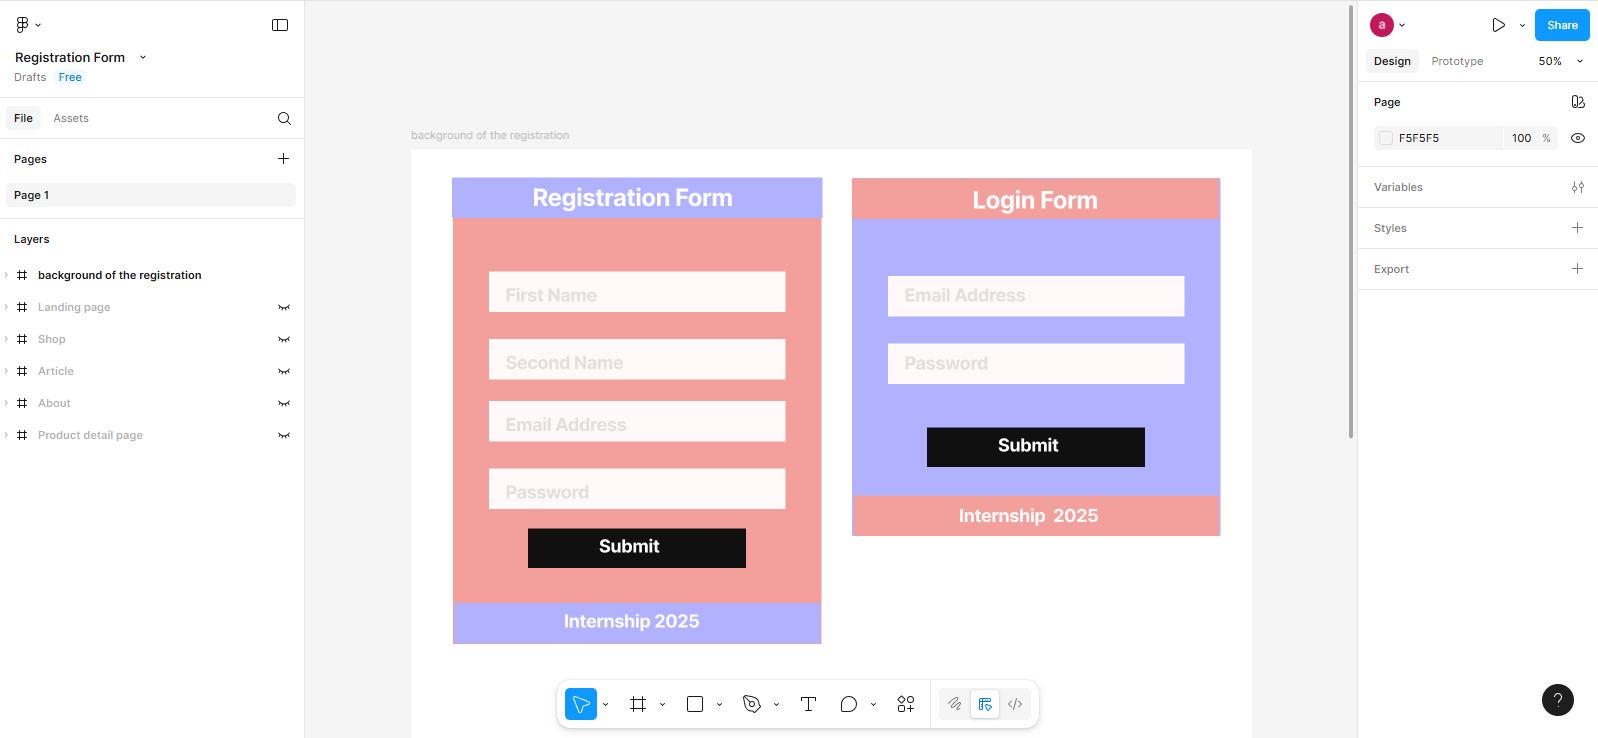 Registration Form
Drafts Free
File Assets
Pages
Page 1
Layers
background of the registration
Landing page
Shop
Article
About
Product detail page
background of the registration
Registration Form
First Name
Second Name
Email Address
Password
Submit
Internship 2025
Login Form
Email Address
Password
Submit
Internship 2025
a
Share
Design Prototype 50%
Page
F5F5F5 100 %
Variables
Styles
Export
?